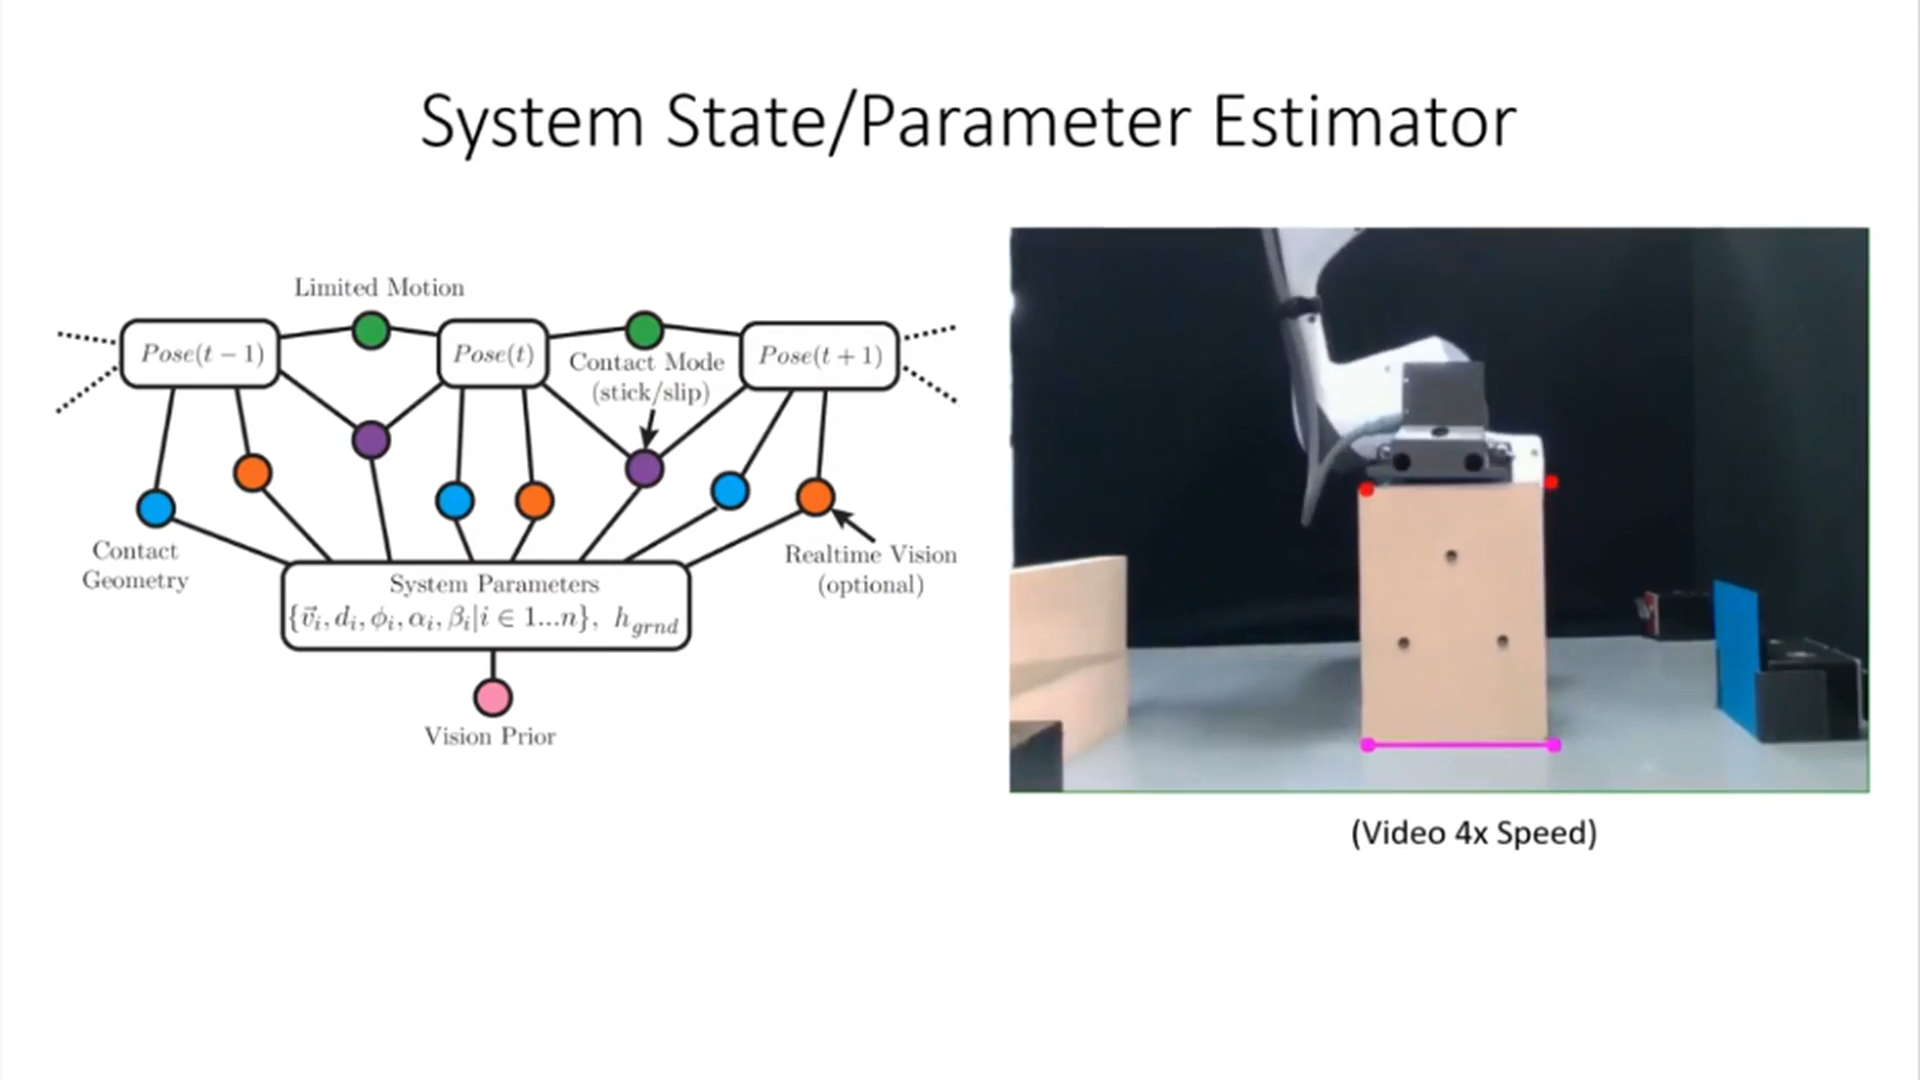 System State/Parameter Estimator
Limited Motion
Pose(t − 1)
Pose(t)
Contact Mode
(stick/slip)
Pose(t + 1)
Contact
Geometry
Realtime Vision
(optional)
System Parameters
{v⃗ᵢ, dᵢ, ϕᵢ, αᵢ, βᵢ|i ∈ 1...n}, h_grnd
Vision Prior
(Video 4x Speed)